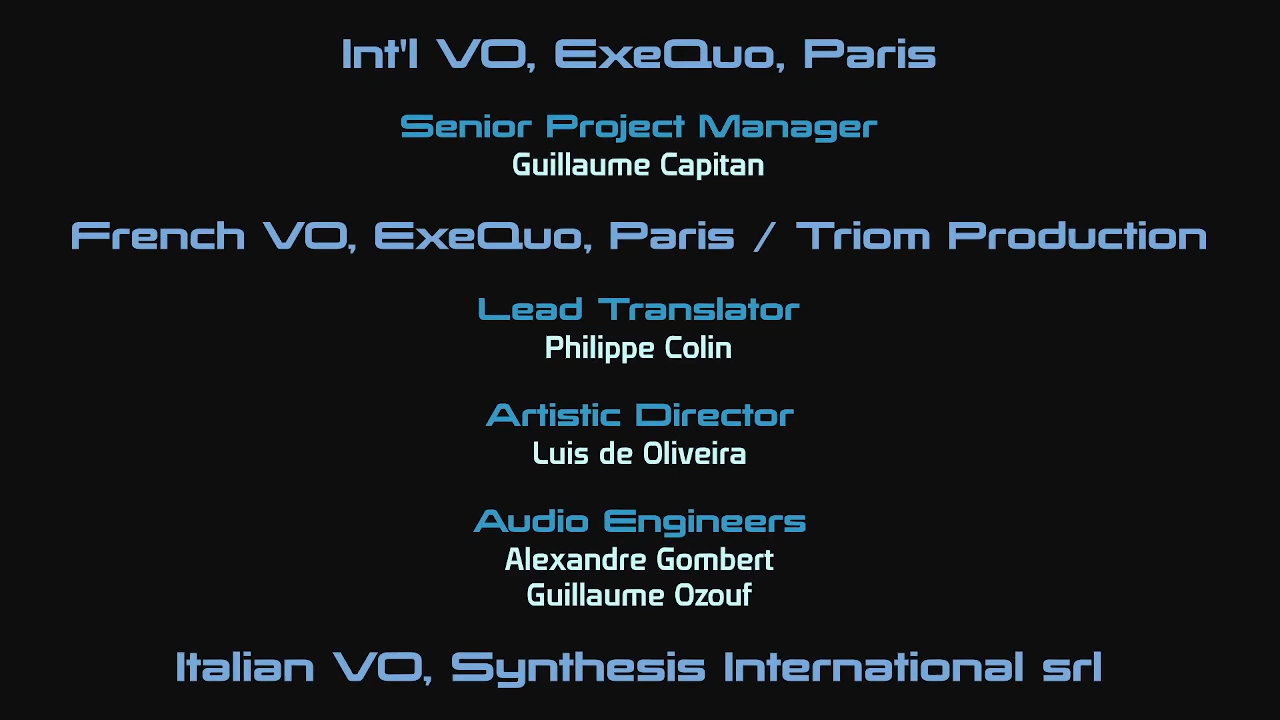 Int'l VO, ExeQuo, Paris
Senior Project Manager
Guillaume Capitan
French VO, ExeQuo, Paris / Triom Production
Lead Translator
Philippe Colin
Artistic Director
Luis de Oliveira
Audio Engineers
Alexandre Gombert
Guillaume Ozouf
Italian VO, Synthesis International srl